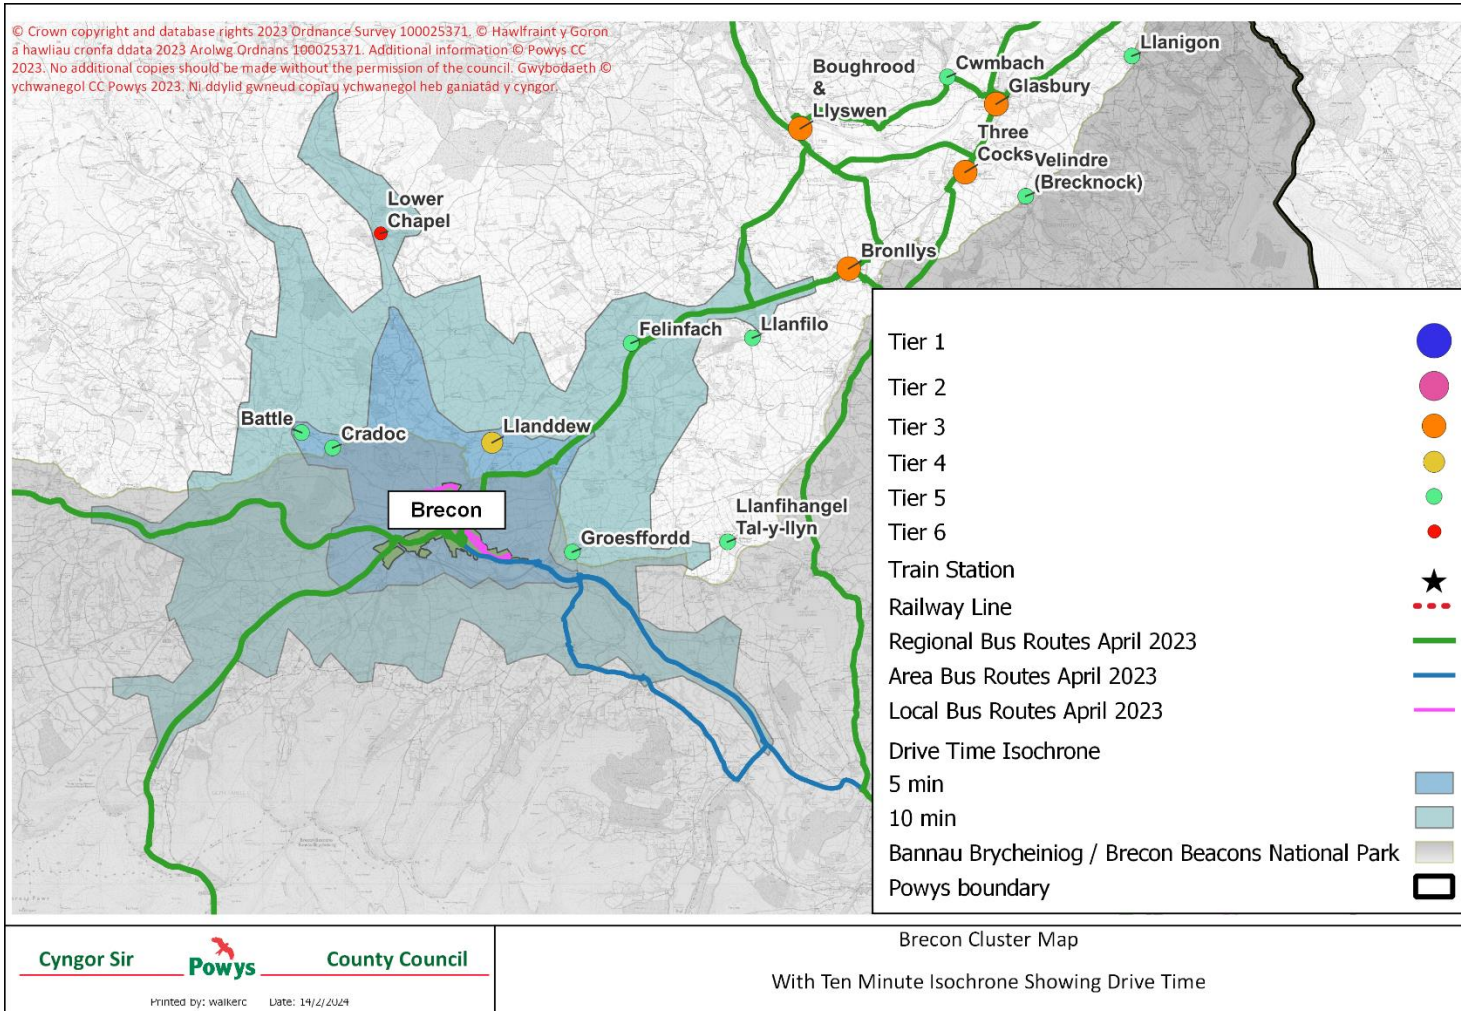 © Crown copyright and database rights 2023 Ordnance Survey 100025371. © Hawlfraint y Goron
a hawliau cronfa ddata 2023 Arolwg Ordnans 100025371. Additional information © Powys CC
2023. No additional copies should be made without the permission of the council. Gwybodaeth ©
ychwanegol CC Powys 2023. Ni ddylid gwneud copïau ychwanegol heb ganiatâd y cyngor.
Llanigon
Cwmbach
Glasbury
Boughrood
&
Llyswen
Three
Cocks
Velindre
(Brecknock)
Lower
Chapel
Bronllys
Felinfach
Llanfilo
Battle
Cradoc
Llanddew
Brecon
Groesffordd
Llanfihangel
Tal-y-llyn
Tier 1
Tier 2
Tier 3
Tier 4
Tier 5
Tier 6
Train Station
Railway Line
Regional Bus Routes April 2023
Area Bus Routes April 2023
Local Bus Routes April 2023
Drive Time Isochrone
5 min
10 min
Bannau Brycheiniog / Brecon Beacons National Park
Powys boundary
Cyngor Sir
Powys
County Council
Printed by: walkerc Date: 14/2/2024
Brecon Cluster Map
With Ten Minute Isochrone Showing Drive Time